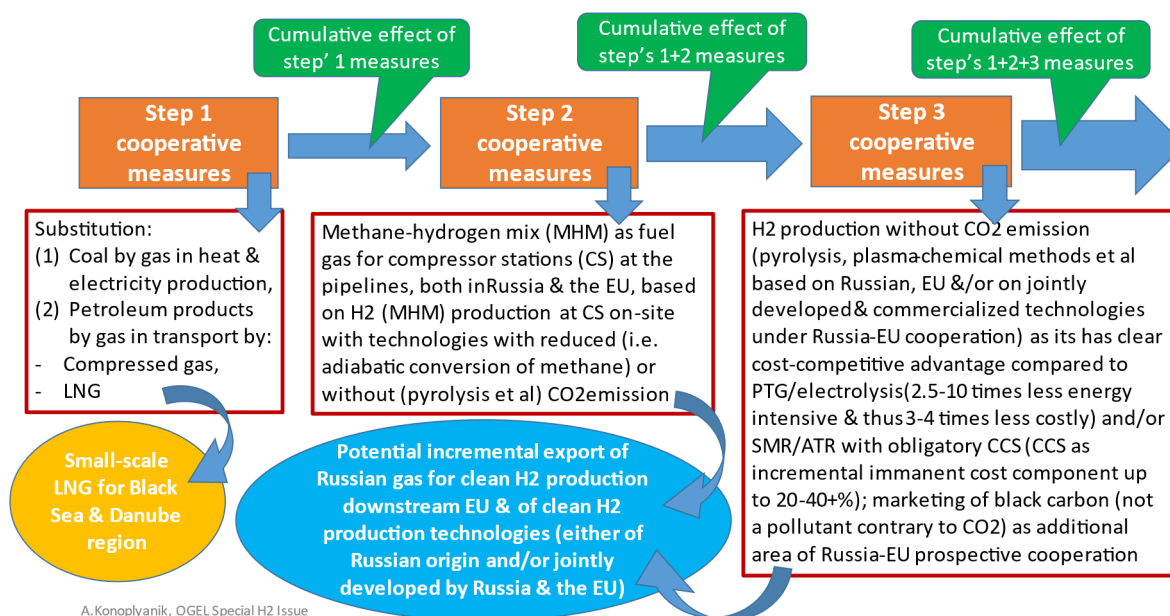 Cumulative effect of
step' 1 measures
Cumulative effect of
step's 1+2 measures
Cumulative effect of
step's 1+2+3 measures
Step 1
cooperative
measures
Step 2
cooperative
measures
Step 3
cooperative
measures
Substitution:
(1) Coal by gas in heat &
electricity production,
(2) Petroleum products
by gas in transport by:
- Compressed gas,
- LNG
Methane-hydrogen mix (MHM) as fuel
gas for compressor stations (CS) at the
pipelines, both inRussia & the EU, based
on H2 (MHM) production at CS on-site
with technologies with reduced (i.e.
adiabatic conversion of methane) or
without (pyrolysis et al) CO2emission
H2 production without CO2 emission
(pyrolysis, plasma-chemical methods et al
based on Russian, EU &/or on jointly
developed& commercialized technologies
under Russia-EU cooperation) as its has clear
cost-competitive advantage compared to
PTG/electrolysis(2.5-10 times less energy
intensive & thus 3-4 times less costly) and/or
SMR/ATR with obligatory CCS (CCS as
incremental immanent cost component up
to 20-40+%); marketing of black carbon (not
a pollutant contrary to CO2) as additional
area of Russia-EU prospective cooperation
Small-scale
LNG for Black
Sea & Danube
region
Potential incremental export of
Russian gas for clean H2 production
downstream EU & of clean H2
production technologies (either of
Russian origin and/or jointly
developed by Russia & the EU)
A.Konoplyanik, OGEL Special H2 Issue